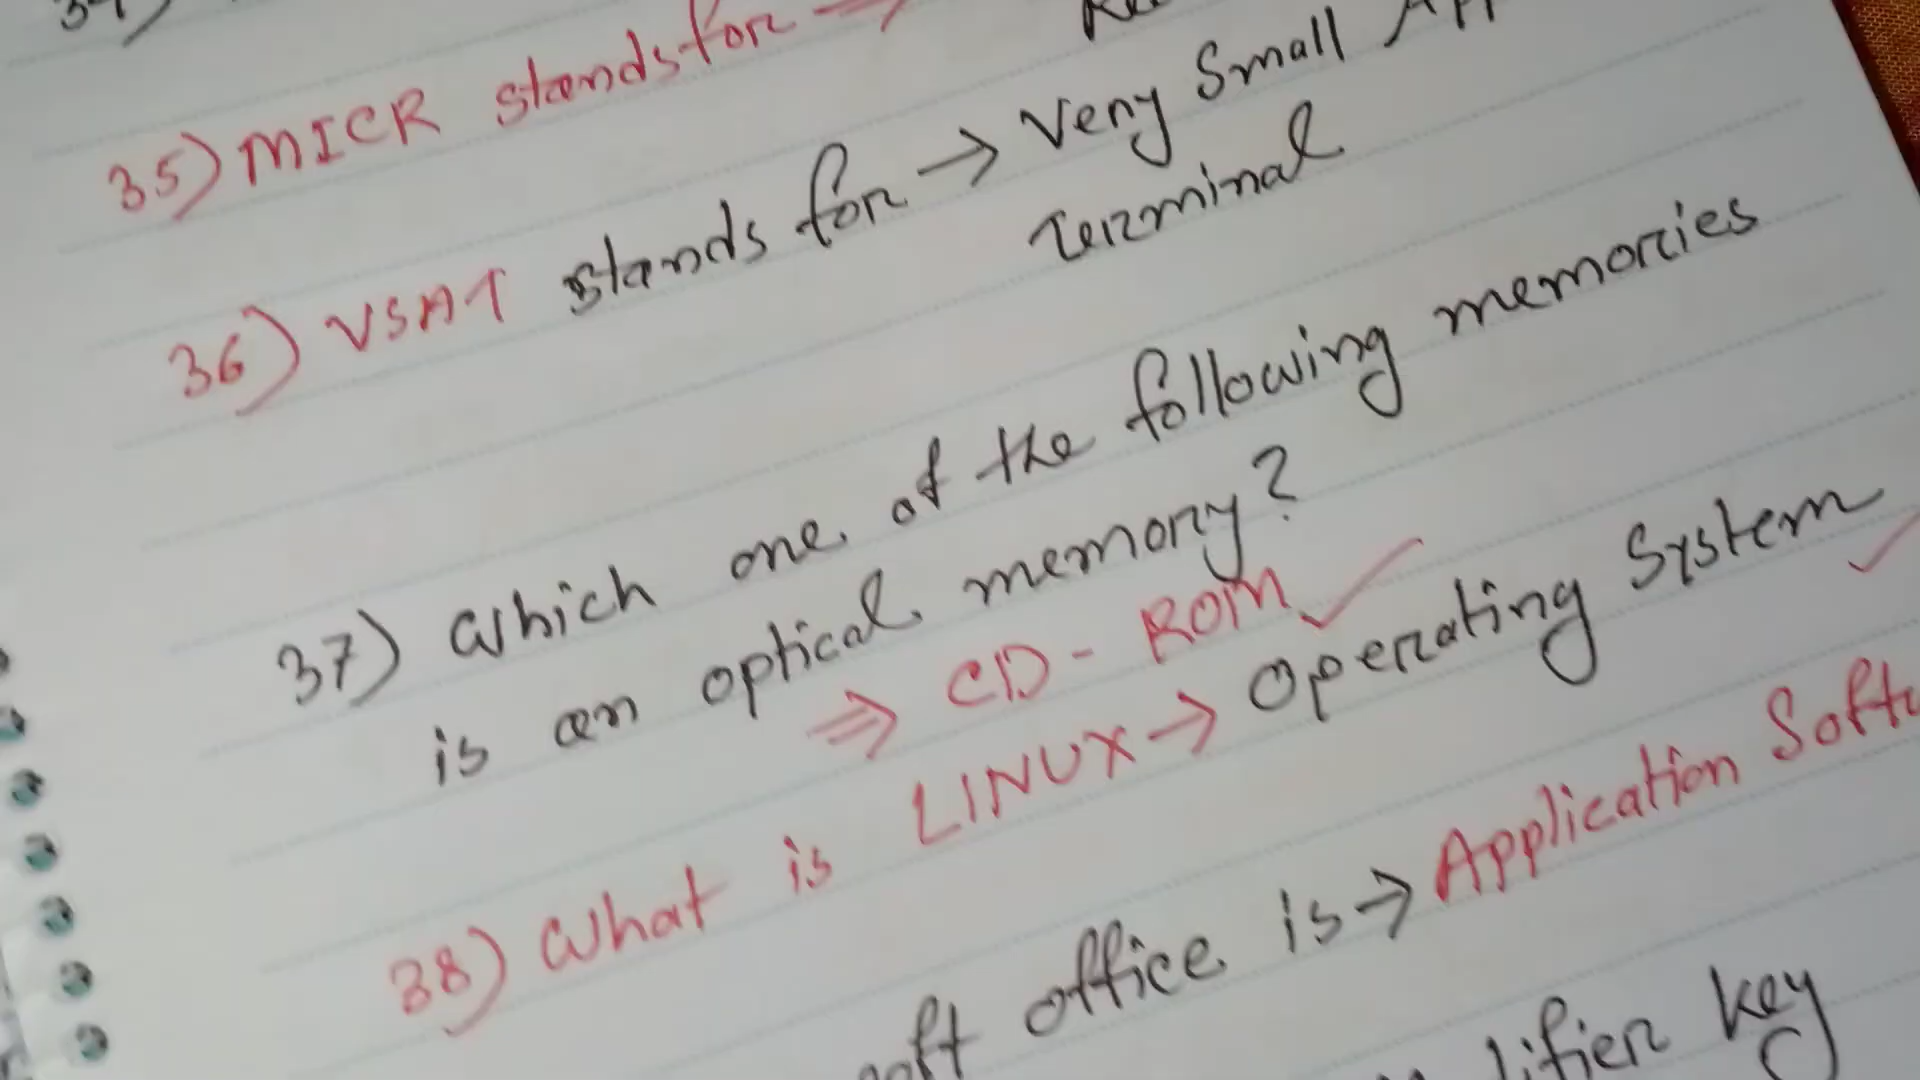 35) MICR stands for ⇒
36) VSAT stands for → Very Small
Terminal
37) Which one of the following memories
is an optical memory?
⇒ CD-ROM ✓
38) What is LINUX → Operating System ✓
office is → Application
key